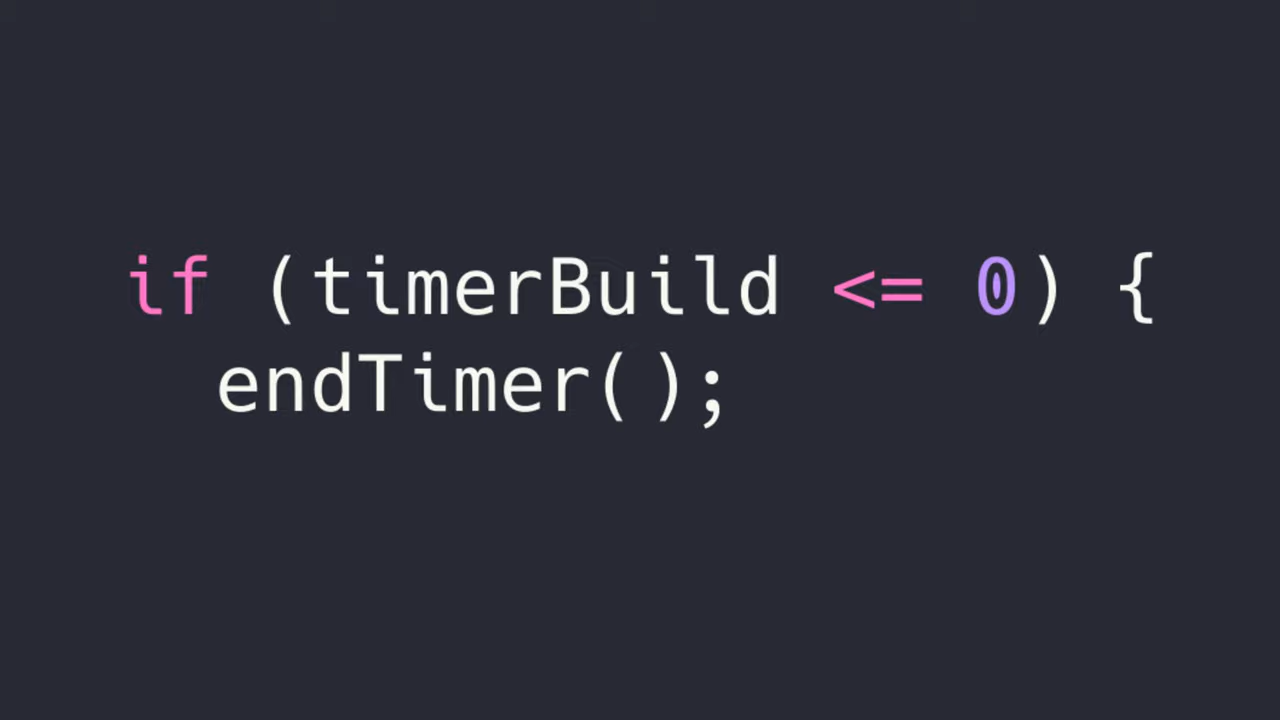 if (timerBuild <= 0) {
  endTimer();